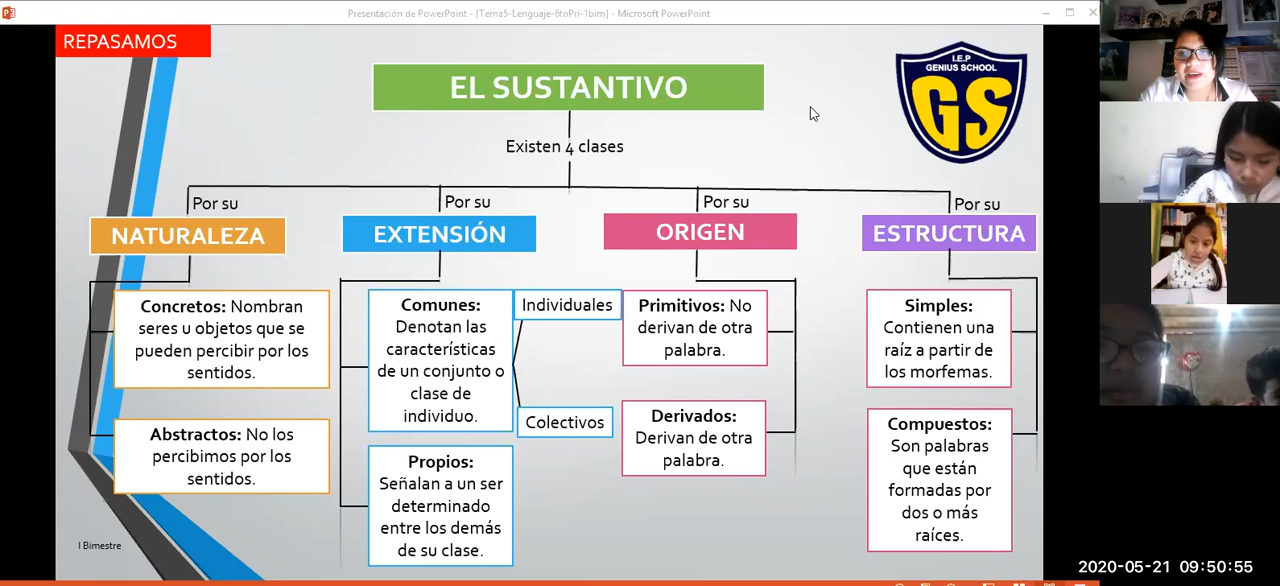 Presentación de PowerPoint - [Tema5-Lenguaje-6toPri-1bim] - Microsoft PowerPoint
REPASAMOS
I.E.P
GENIUS SCHOOL
GS
EL SUSTANTIVO
Existen 4 clases
Por su
NATURALEZA
Concretos: Nombran
seres u objetos que se
pueden percibir por los
sentidos.
Abstractos: No los
percibimos por los
sentidos.
Por su
EXTENSIÓN
Comunes:
Denotan las
características
de un conjunto o
clase de
individuo.
Individuales
Colectivos
Propios:
Señalan a un ser
determinado
entre los demás
de su clase.
Por su
ORIGEN
Primitivos: No
derivan de otra
palabra.
Derivados:
Derivan de otra
palabra.
Por su
ESTRUCTURA
Simples:
Contienen una
raíz a partir de
los morfemas.
Compuestos:
Son palabras
que están
formadas por
dos o más
raíces.
I Bimestre
2020-05-21 09:50:55